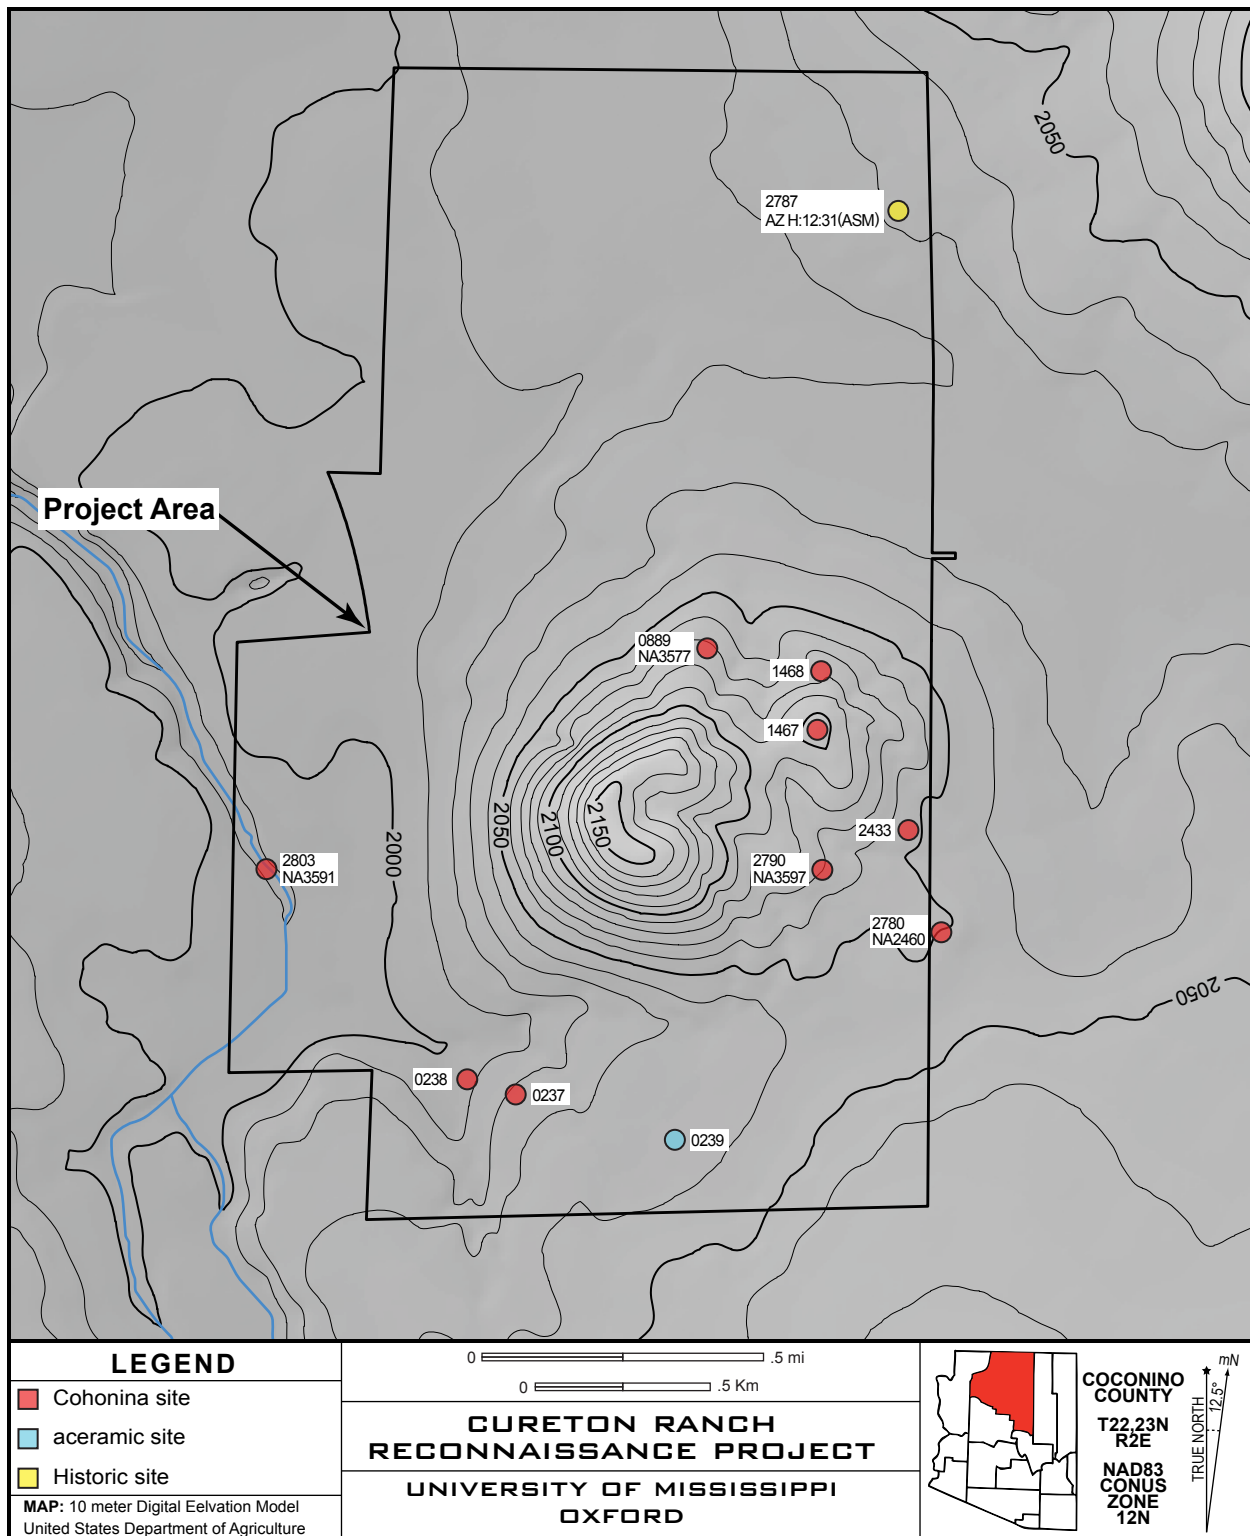 2050
2787
AZ H:12:31(ASM)
Project Area
0889
NA3577
1468
1467
2050
2100
2150
2000
2433
2803
NA3591
2790
NA3597
2780
NA2460
2050
0238
0237
0239
LEGEND
Cohonina site
aceramic site
Historic site
MAP: 10 meter Digital Eelvation Model
United States Department of Agriculture
0 .5 mi
0 .5 Km
CURETON RANCH
RECONNAISSANCE PROJECT
UNIVERSITY OF MISSISSIPPI
OXFORD
COCONINO
COUNTY
T22,23N
R2E
NAD83
CONUS
ZONE
12N
TRUE NORTH
mN
12.5°